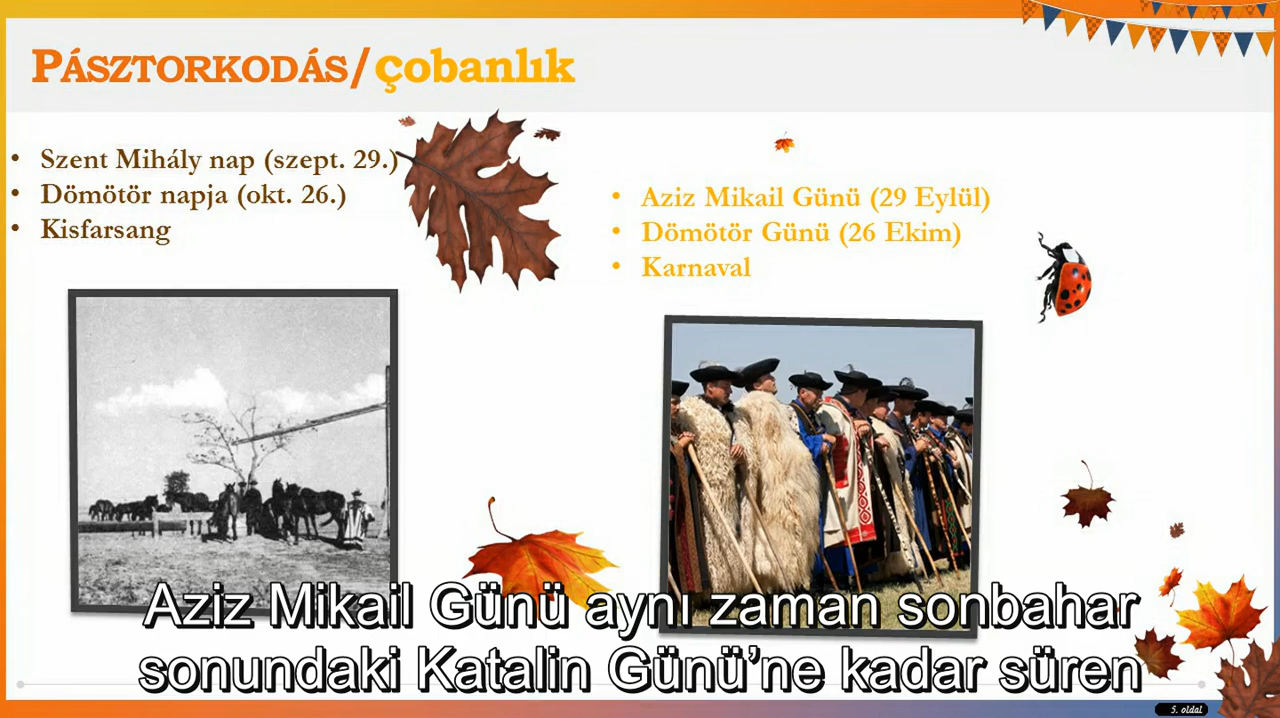 PÁSZTORKODÁS/çobanlık
• Szent Mihály nap (szept. 29.)
• Dömötör napja (okt. 26.)
• Kisfarsang
• Aziz Mikail Günü (29 Eylül)
• Dömötör Günü (26 Ekim)
• Karnaval
Aziz Mikail Günü aynı zaman sonbahar
sonundaki Katalin Günü’ne kadar süren
5. oldal